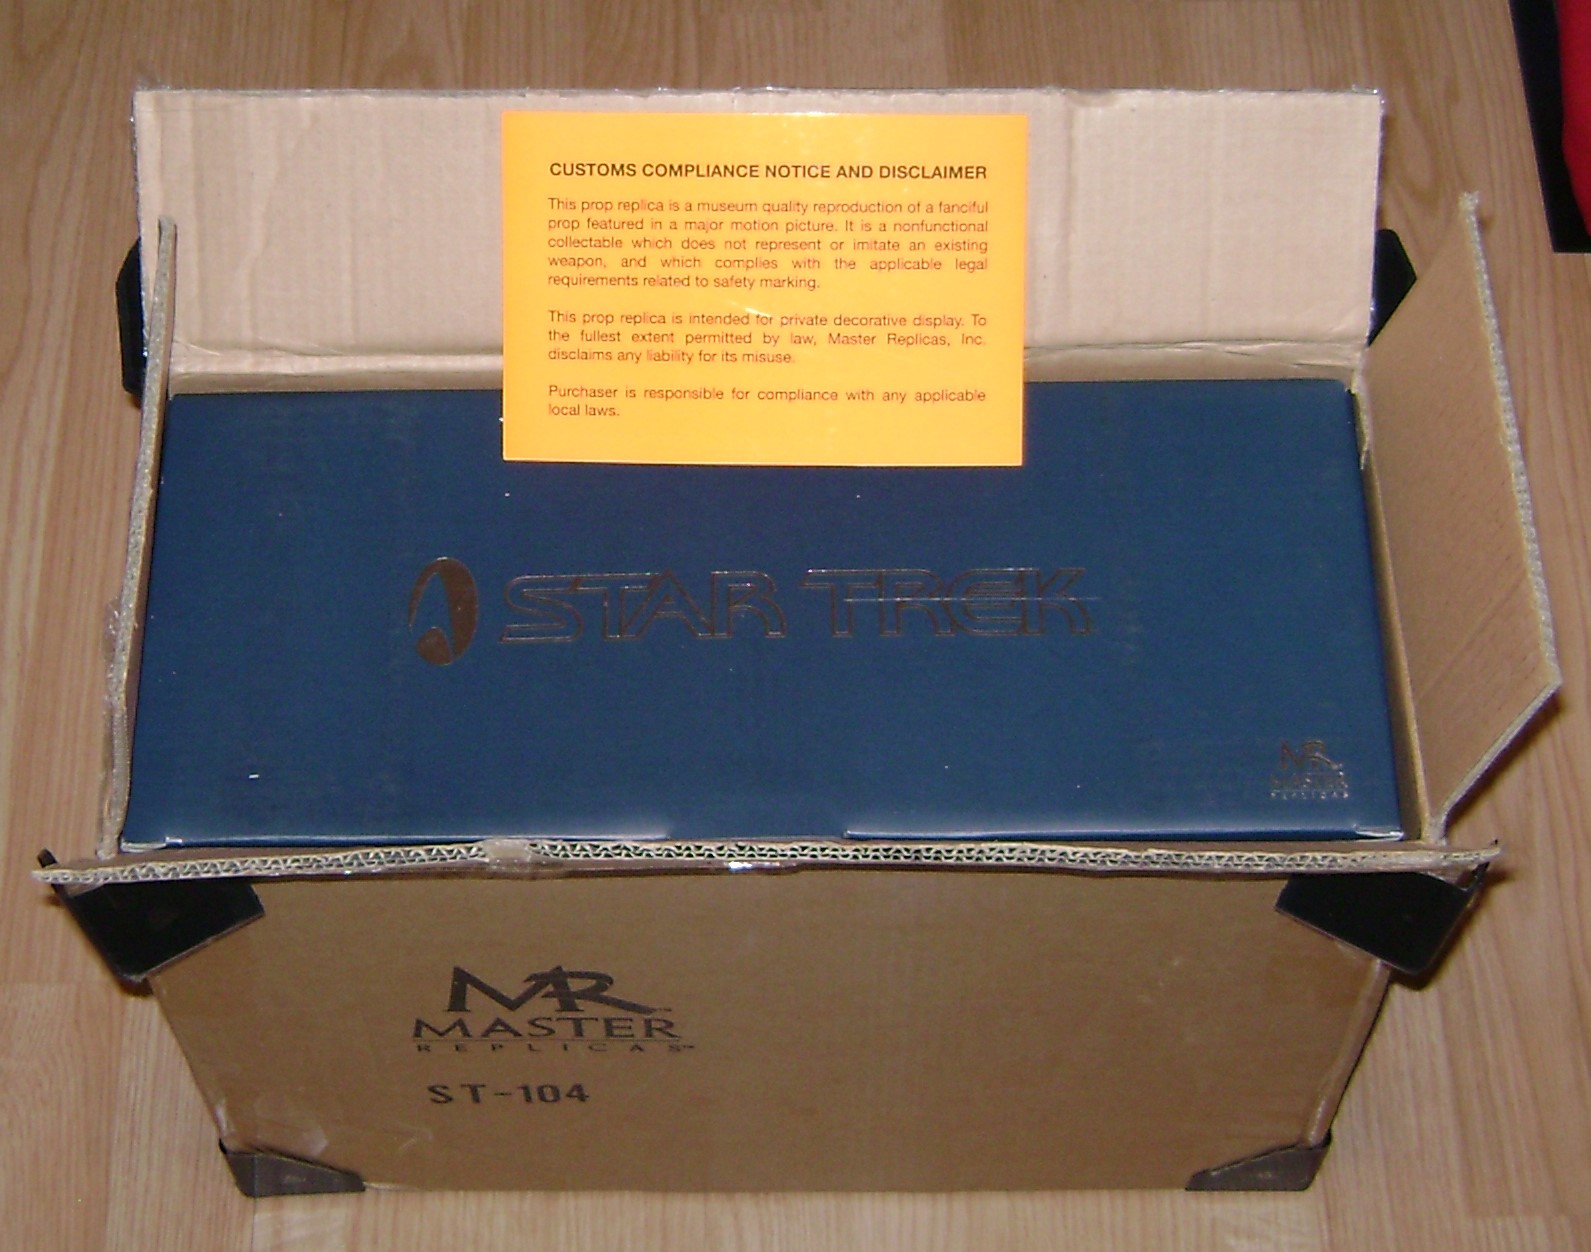 CUSTOMS COMPLIANCE NOTICE AND DISCLAIMER
This prop replica is a museum quality reproduction of a fanciful
prop featured in a major motion picture. It is a nonfunctional
collectable which does not represent or imitate an existing
weapon, and which complies with the applicable legal
requirements related to safety marking.
This prop replica is intended for private decorative display. To
the fullest extent permitted by law, Master Replicas, Inc.
disclaims any liability for its misuse.
Purchaser is responsible for compliance with any applicable
local laws.
STAR TREK
MR
MASTER
REPLICAS
MR
MASTER
REPLICAS™
ST-104